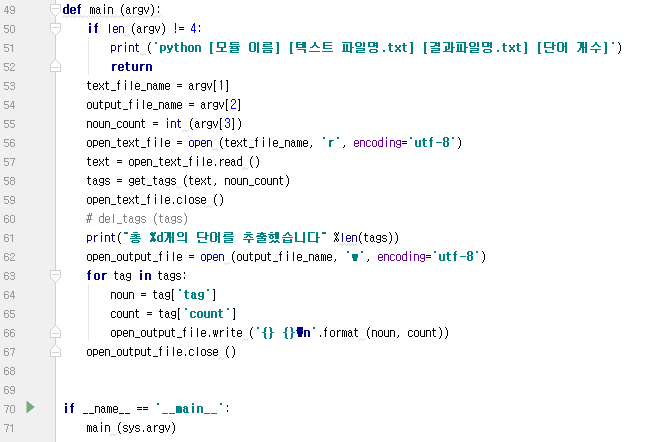 49 def main (argv):
50     if len (argv) != 4:
51         print ('python [모듈 이름] [텍스트 파일명.txt] [결과파일명.txt] [단어 개수]')
52         return
53     text_file_name = argv[1]
54     output_file_name = argv[2]
55     noun_count = int (argv[3])
56     open_text_file = open (text_file_name, 'r', encoding='utf-8')
57     text = open_text_file.read ()
58     tags = get_tags (text, noun_count)
59     open_text_file.close ()
60     # del_tags (tags)
61     print("총 %d개의 단어를 추출했습니다" %len(tags))
62     open_output_file = open (output_file_name, 'w', encoding='utf-8')
63     for tag in tags:
64         noun = tag['tag']
65         count = tag['count']
66         open_output_file.write ('{} {}₩n'.format (noun, count))
67     open_output_file.close ()
68
69
70 if __name__ == '__main__':
71     main (sys.argv)